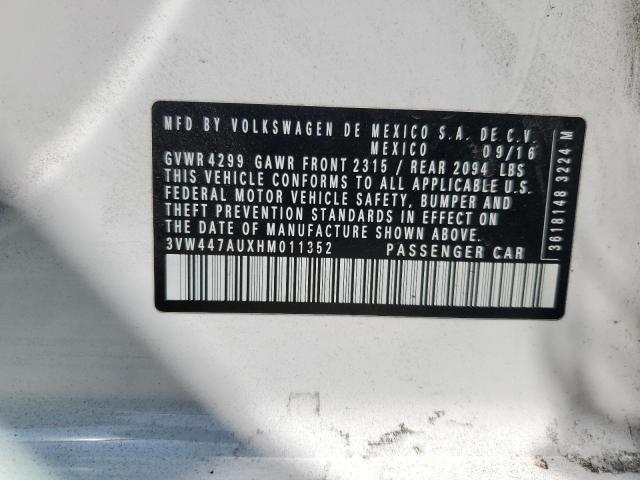 MFD BY VOLKSWAGEN DE MEXICO S.A. DE C.V.
MEXICO 09/16
GVWR 4299 GAWR FRONT 2315 / REAR 2094 LBS
THIS VEHICLE CONFORMS TO ALL APPLICABLE U.S.
FEDERAL MOTOR VEHICLE SAFETY, BUMPER AND
THEFT PREVENTION STANDARDS IN EFFECT ON
THE DATE OF MANUFACTURE SHOWN ABOVE.
3VW447AUXHM011352 PASSENGER CAR
3618148 3224 M